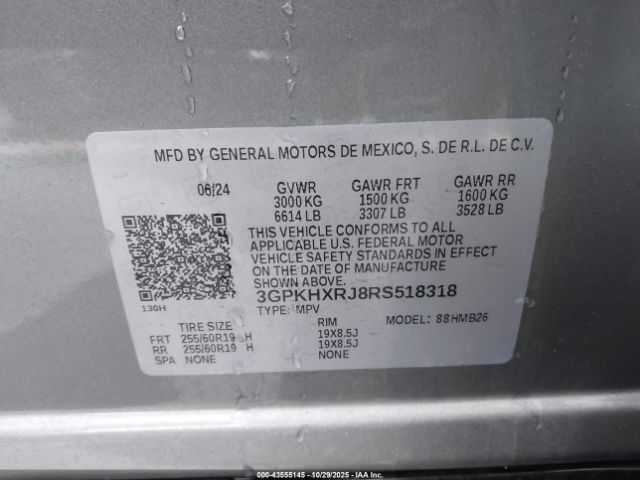 MFD BY GENERAL MOTORS DE MEXICO, S. DE R.L. DE C.V.
06/24 GVWR GAWR FRT GAWR RR
3000 KG 1500 KG 1600 KG
6614 LB 3307 LB 3528 LB
THIS VEHICLE CONFORMS TO ALL
APPLICABLE U.S. FEDERAL MOTOR
VEHICLE SAFETY STANDARDS IN EFFECT
ON THE DATE OF MANUFACTURE
SHOWN ABOVE.
3GPKHXRJ8RS518318
130H TYPE: MPV
TIRE SIZE RIM MODEL: 88HMB26
FRT 255/60R19 H 19X8.5J
RR 255/60R19 H 19X8.5J
SPA NONE NONE
000-43555145 - 10/29/2025 - IAAI.COM